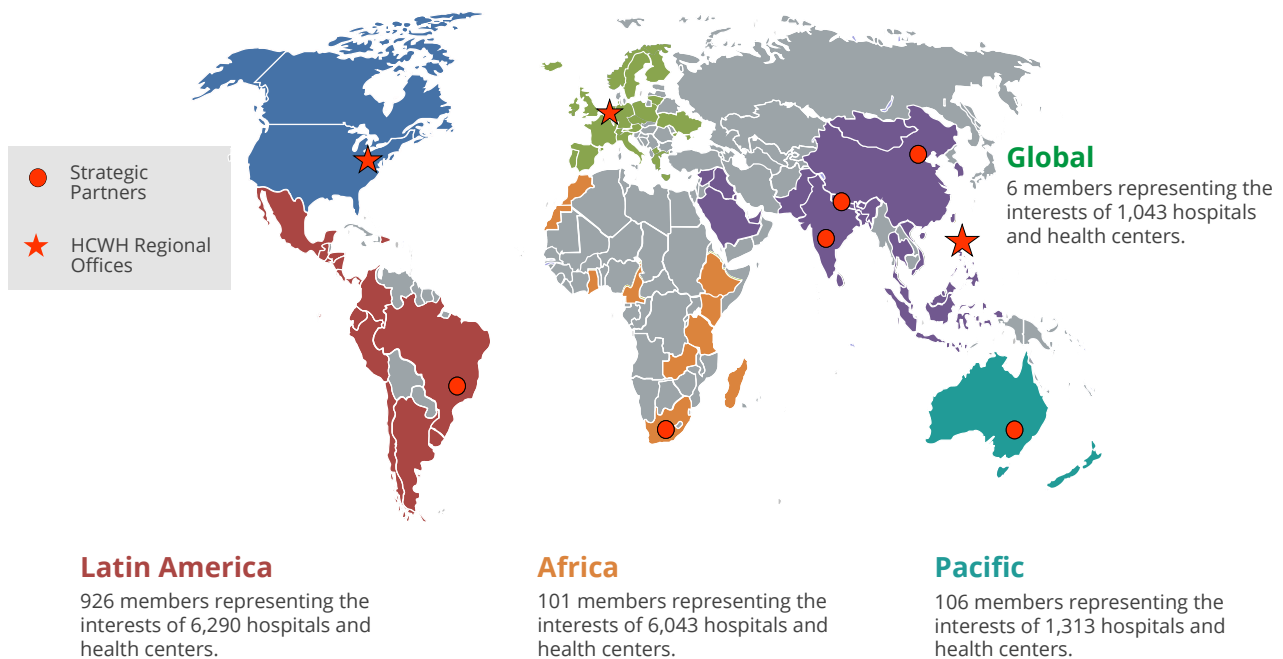 Strategic
Partners
HCWH Regional
Offices
Global
6 members representing the
interests of 1,043 hospitals
and health centers.
Latin America
926 members representing the
interests of 6,290 hospitals and
health centers.
Africa
101 members representing the
interests of 6,043 hospitals and
health centers.
Pacific
106 members representing the
interests of 1,313 hospitals and
health centers.